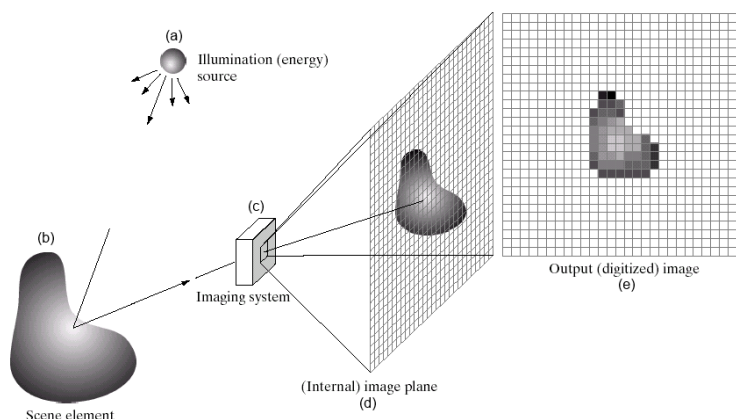 (a)
Illumination (energy)
source
(b)
(c)
Imaging system
Output (digitized) image
(e)
(Internal) image plane
(d)
Scene element